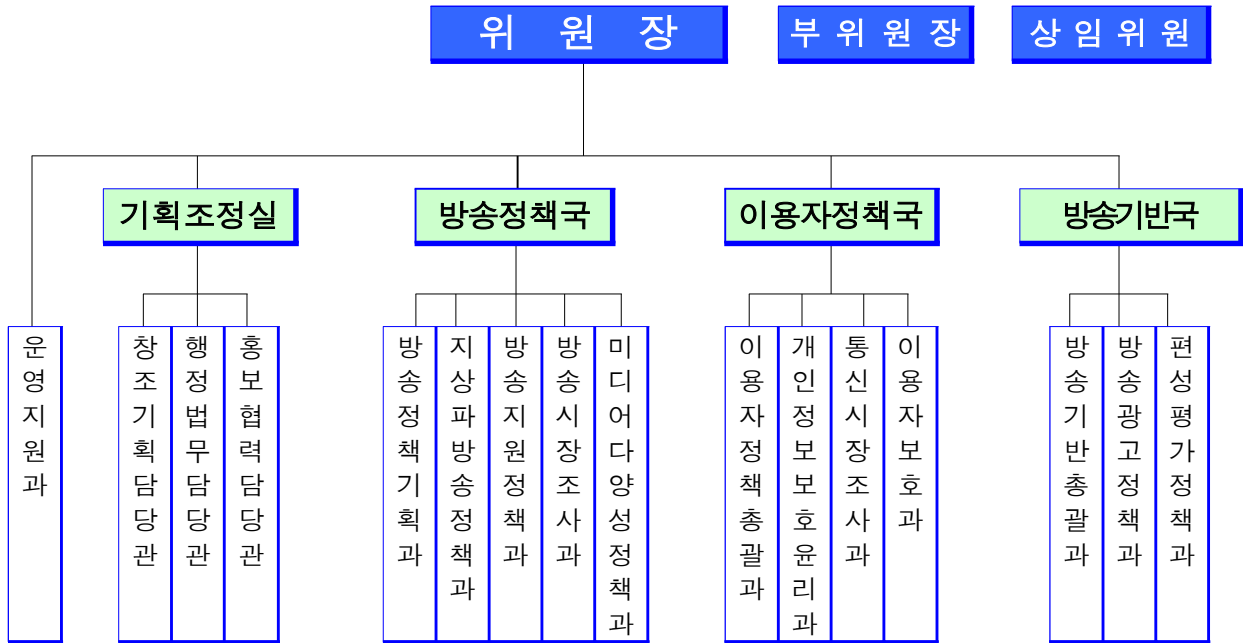 위 원 장
부 위 원 장
상 임 위 원
기획조정실
방송정책국
이용자정책국
방송기반국
운영지원과
창조기획담당관
행정법무담당관
홍보협력담당관
방송정책기획과
지상파방송정책과
방송지원정책과
방송시장조사과
미디어다양성정책과
이용자정책총괄과
개인정보보호윤리과
통신시장조사과
이용자보호과
방송기반총괄과
방송광고정책과
편성평가정책과